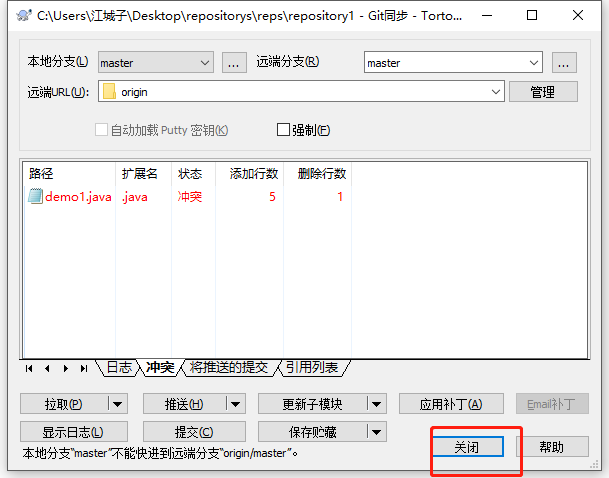 C:\Users\江城子\Desktop\repositorys\reps\repository1 - Git同步 - Torto...
本地分支(L) master ... 远端分支(R) master ...
远端URL(U): origin 管理
自动加载 Putty 密钥(K) 强制(F)
路径 扩展名 状态 添加行数 删除行数
demo1.java .java 冲突 5 1
日志 冲突 将推送的提交 引用列表
拉取(P) 推送(H) 更新子模块 应用补丁(A) Email补丁
显示日志(L) 提交(C) 保存贮藏 关闭 帮助
本地分支“master”不能快进到远端分支“origin/master”。